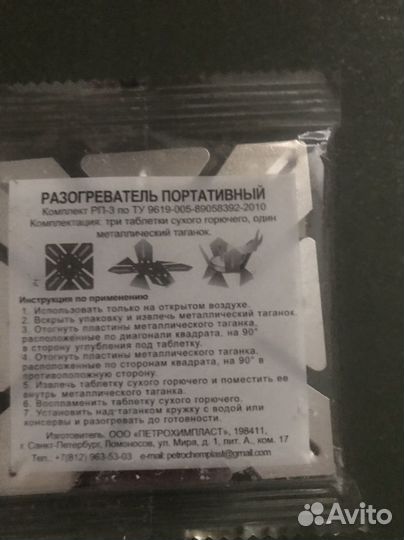 РАЗОГРЕВАТЕЛЬ ПОРТАТИВНЫЙ
Комплект РП-3 по ТУ 9619-005-89058392-2010
Комплектация: три таблетки сухого горючего, один
металлический таганок.
Инструкция по применению
1. Использовать только на открытом воздухе.
2. Вскрыть упаковку и извлечь металлический таганок.
3. Отогнуть пластины металлического таганка,
расположенные по диагонали квадрата, на 90°
в сторону углубления под таблетку.
4. Отогнуть пластины металлического таганка,
расположенные по сторонам квадрата, на 90° в
противоположную сторону.
5. Извлечь таблетку сухого горючего и поместить ее
внутрь металлического таганка.
6. Воспламенить таблетку сухого горючего.
7. Установить над таганком кружку с водой или
консервы и разогревать до готовности.
Изготовитель: ООО «ПЕТРОХИМПЛАСТ», 198411,
г. Санкт-Петербург, Ломоносов, ул. Мира, д. 1, лит. А., ком. 17
Тел.: +7(812) 963-53-03 e-mail: petrochemplast@gmail.com
Avito